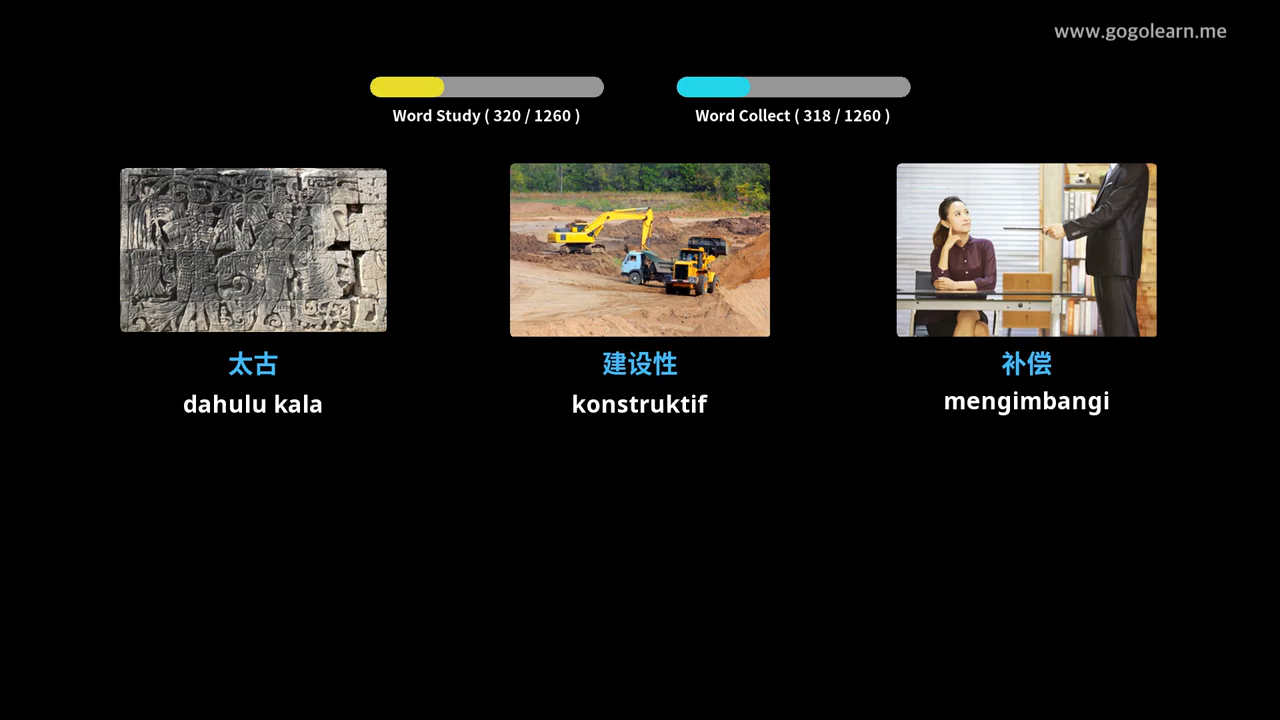 www.gogolearn.me
Word Study ( 320 / 1260 )
Word Collect ( 318 / 1260 )
太古
建设性
补偿
dahulu kala
konstruktif
mengimbangi